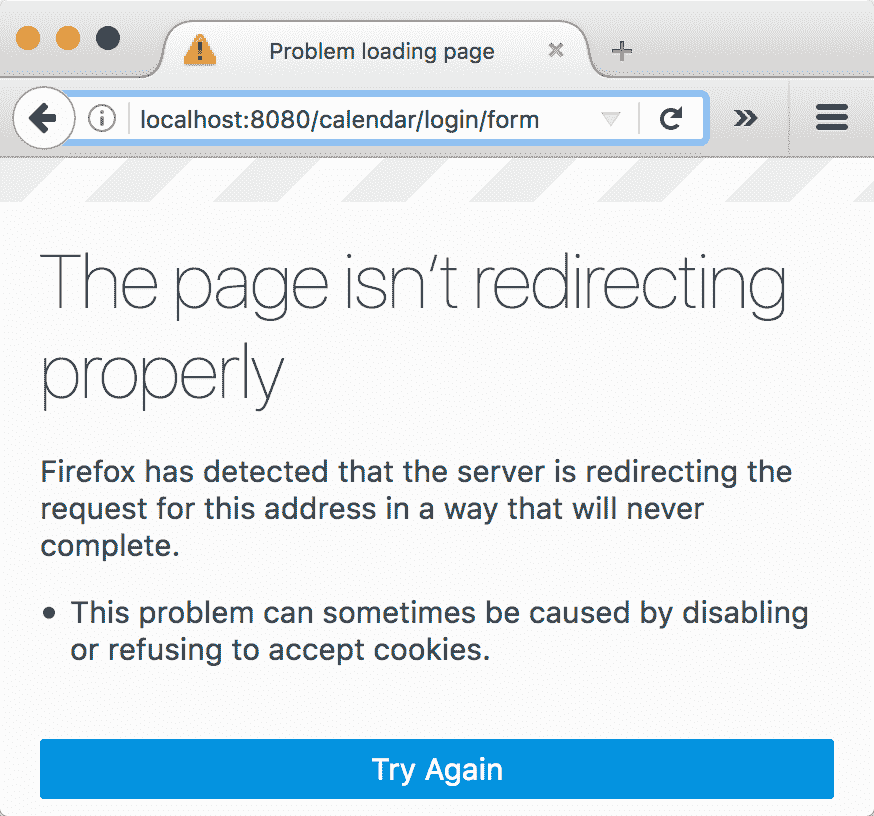 Problem loading page
localhost:8080/calendar/login/form
The page isn’t redirecting
properly
Firefox has detected that the server is redirecting the
request for this address in a way that will never
complete.
• This problem can sometimes be caused by disabling
or refusing to accept cookies.
Try Again